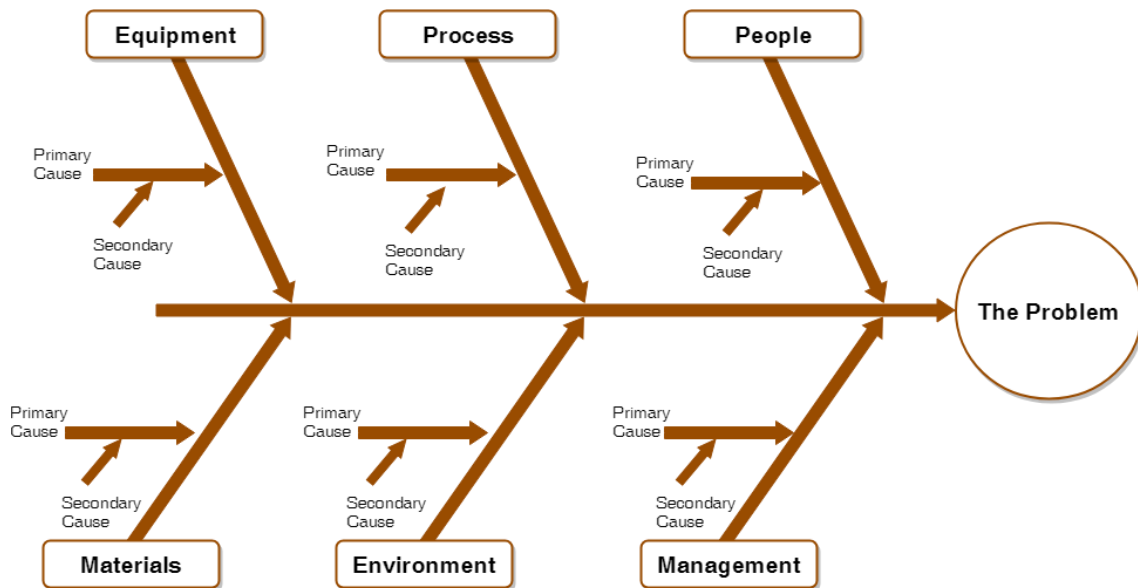 Equipment
Process
People
Primary
Cause
Secondary
Cause
Primary
Cause
Secondary
Cause
Primary
Cause
Secondary
Cause
The Problem
Primary
Cause
Secondary
Cause
Primary
Cause
Secondary
Cause
Primary
Cause
Secondary
Cause
Materials
Environment
Management